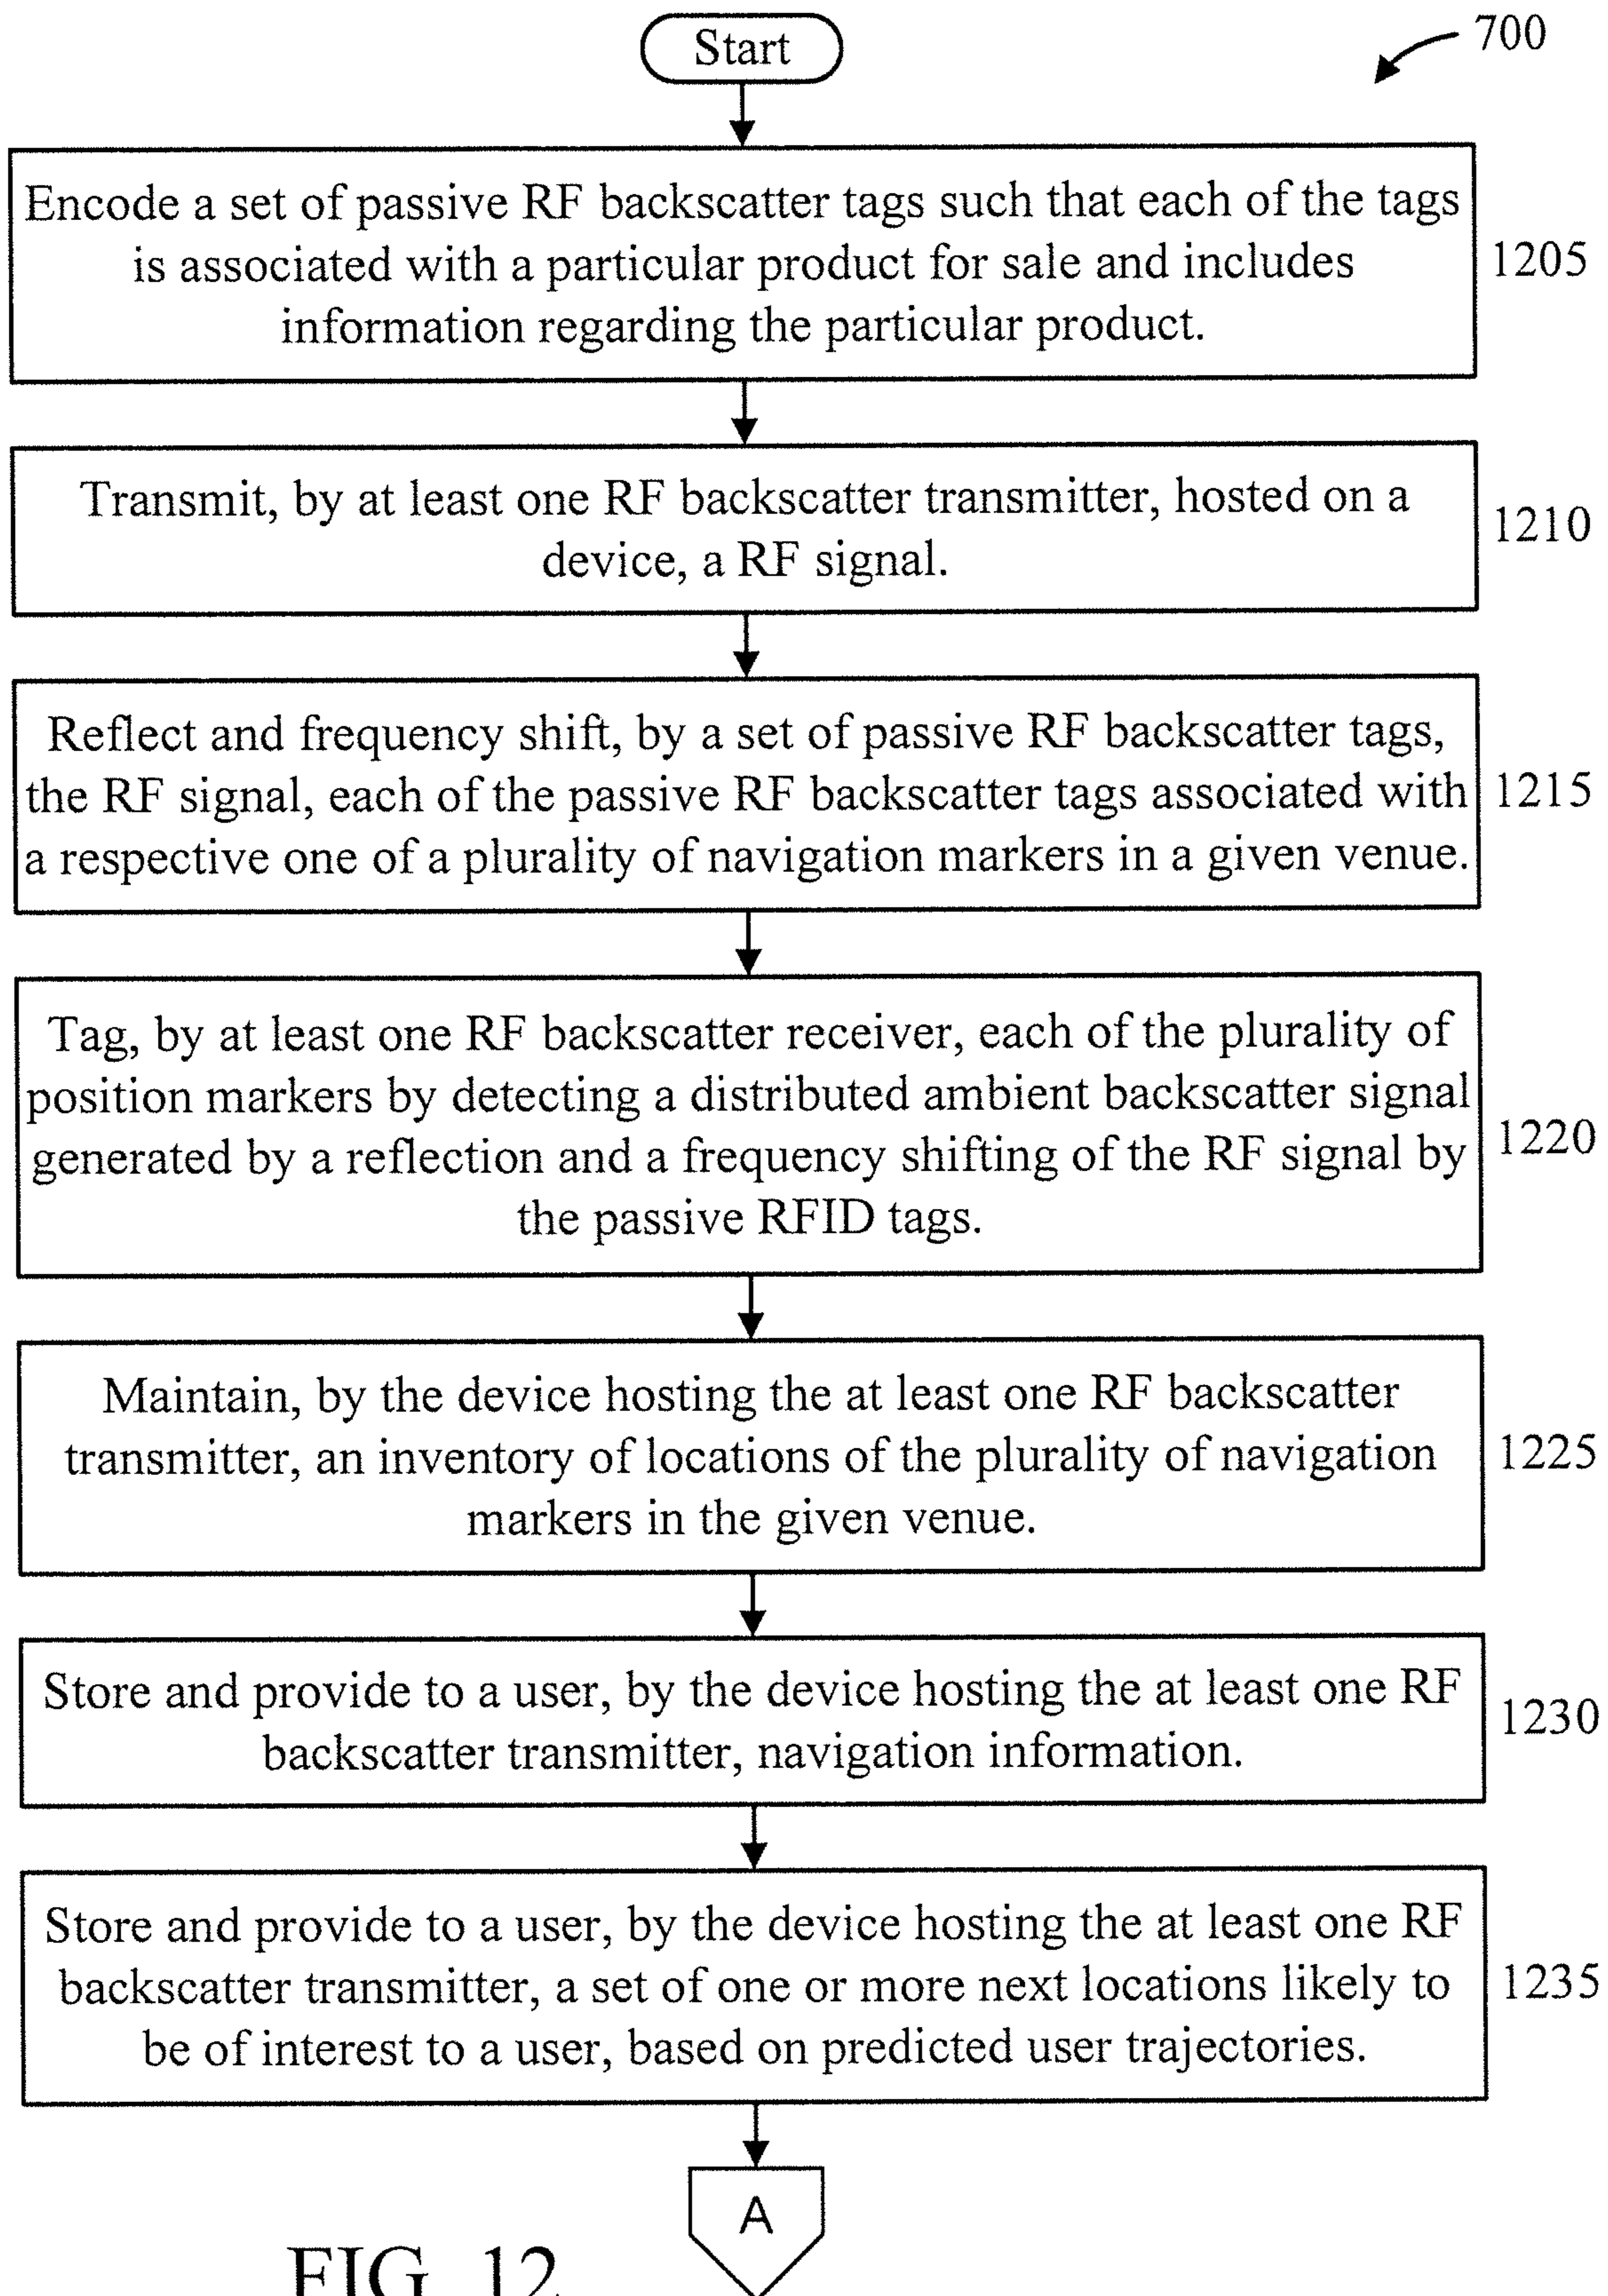 Start
700
Encode a set of passive RF backscatter tags such that each of the tags
is associated with a particular product for sale and includes
information regarding the particular product.
1205
Transmit, by at least one RF backscatter transmitter, hosted on a
device, a RF signal.
1210
Reflect and frequency shift, by a set of passive RF backscatter tags,
the RF signal, each of the passive RF backscatter tags associated with
a respective one of a plurality of navigation markers in a given venue.
1215
Tag, by at least one RF backscatter receiver, each of the plurality of
position markers by detecting a distributed ambient backscatter signal
generated by a reflection and a frequency shifting of the RF signal by
the passive RFID tags.
1220
Maintain, by the device hosting the at least one RF backscatter
transmitter, an inventory of locations of the plurality of navigation
markers in the given venue.
1225
Store and provide to a user, by the device hosting the at least one RF
backscatter transmitter, navigation information.
1230
Store and provide to a user, by the device hosting the at least one RF
backscatter transmitter, a set of one or more next locations likely to
be of interest to a user, based on predicted user trajectories.
1235
A
FIG. 12